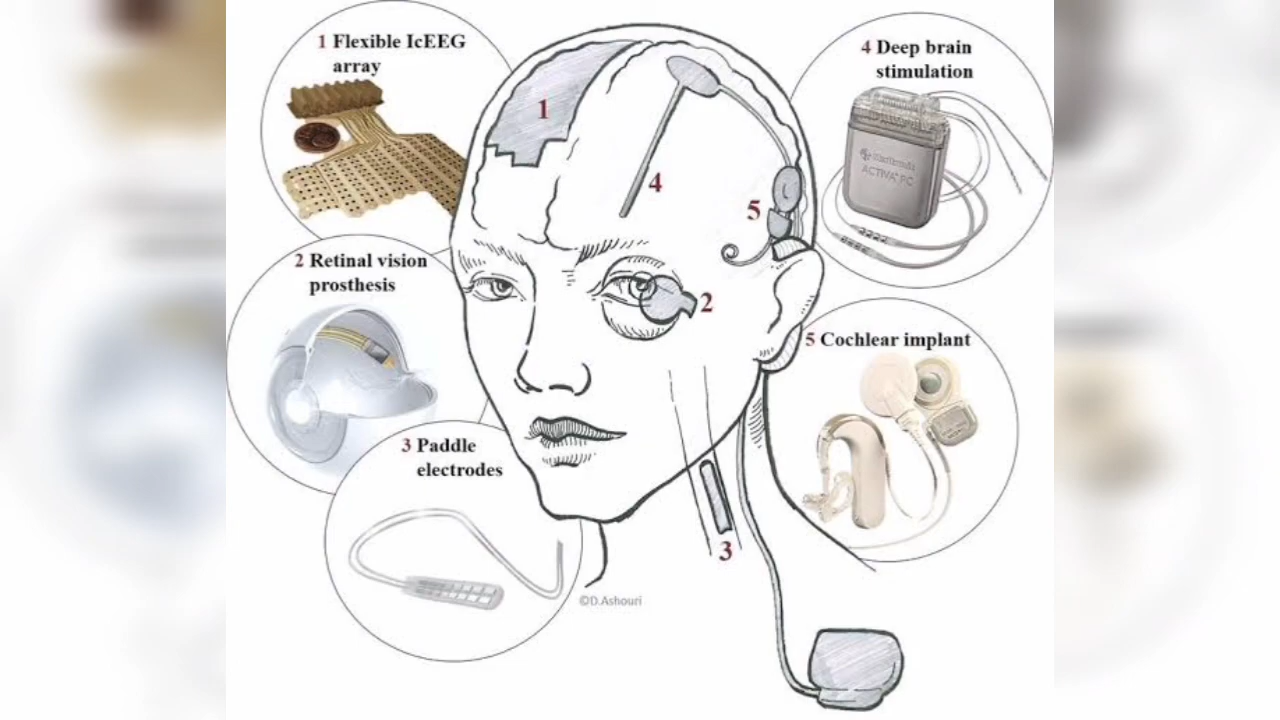 1 Flexible IcEEG
array
4 Deep brain
stimulation
ACTIVA® PC
1
4
5
2 Retinal vision
prosthesis
2
5 Cochlear implant
3 Paddle
electrodes
3
©D.Ashouri